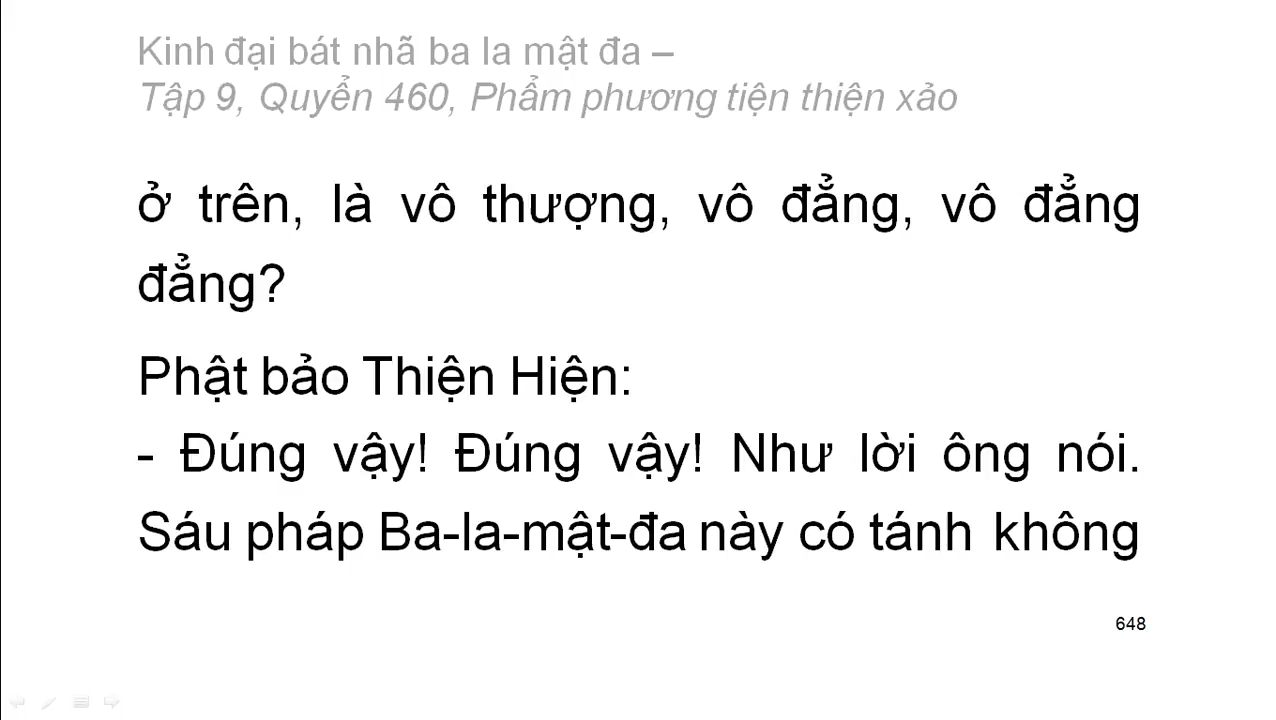 Kinh đại bát nhã ba la mật đa –
Tập 9, Quyển 460, Phẩm phương tiện thiện xảo
ở trên, là vô thượng, vô đẳng, vô đẳng
đẳng?
Phật bảo Thiện Hiện:
- Đúng vậy! Đúng vậy! Như lời ông nói.
Sáu pháp Ba-la-mật-đa này có tánh không
648